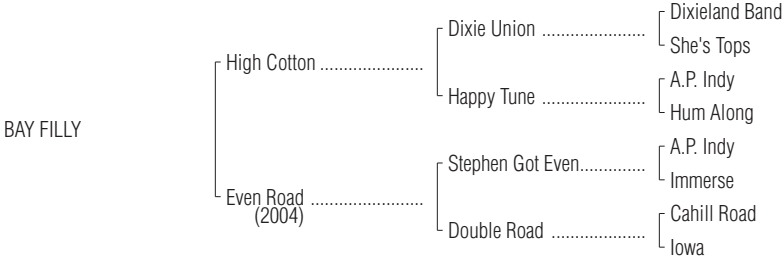 Dixieland Band
Dixie Union ......................
She's Tops
High Cotton ......................
A.P. Indy
Happy Tune ......................
Hum Along
BAY FILLY
A.P. Indy
Stephen Got Even..............
Immerse
Even Road ........................
(2004)
Cahill Road
Double Road ....................
Iowa